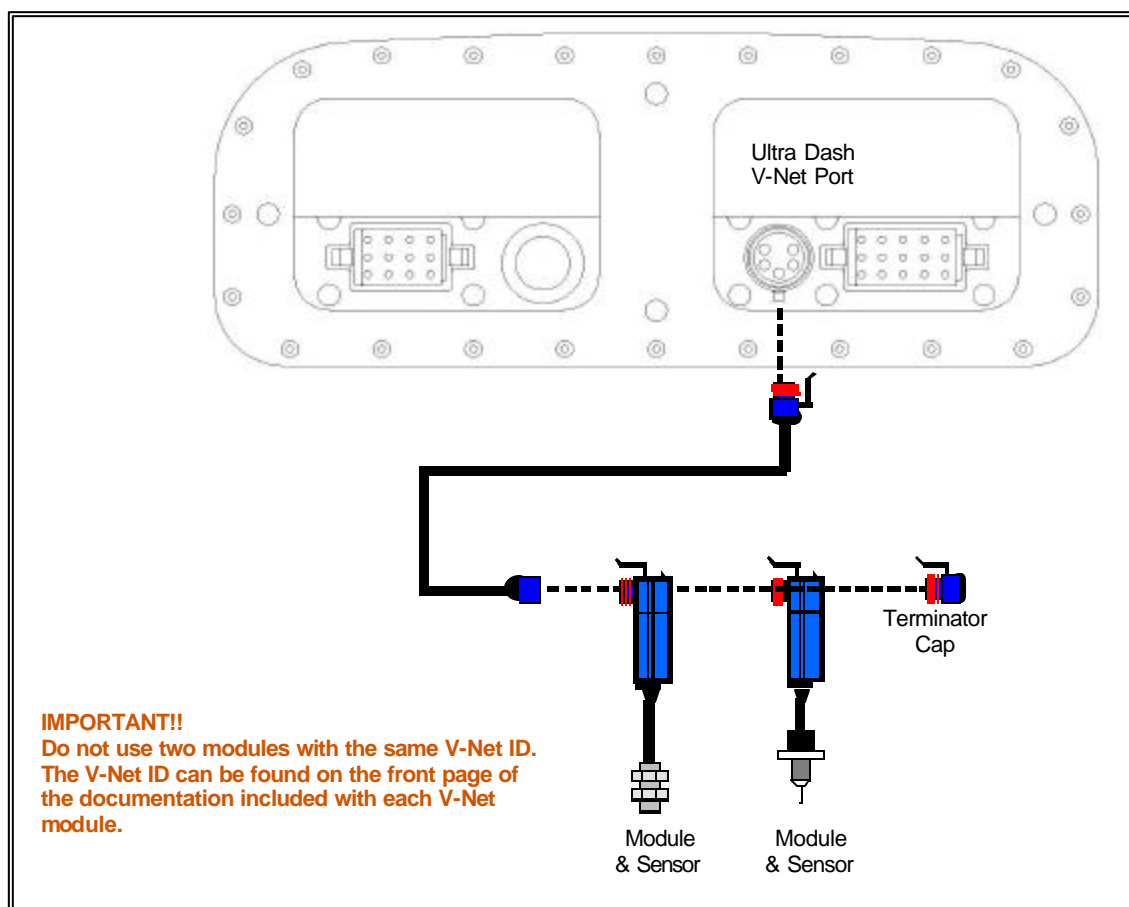 Ultra Dash
V-Net Port
Terminator
Cap
IMPORTANT!!
Do not use two modules with the same V-Net ID.
The V-Net ID can be found on the front page of
the documentation included with each V-Net
module.
Module
& Sensor
Module
& Sensor